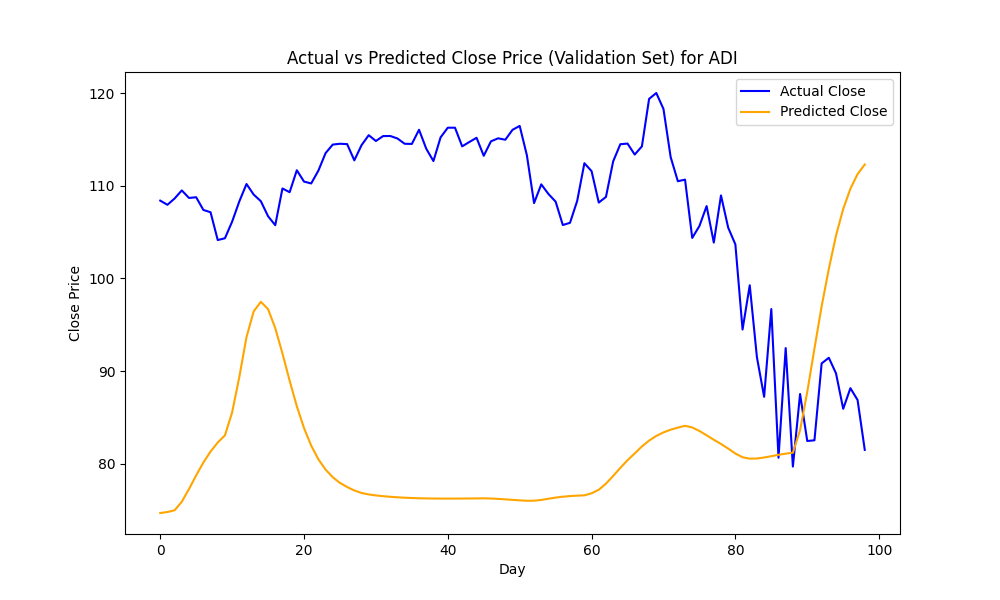 Actual vs Predicted Close Price (Validation Set) for ADI
Actual Close
Predicted Close
Close Price
120
110
100
90
80
0 20 40 60 80 100
Day